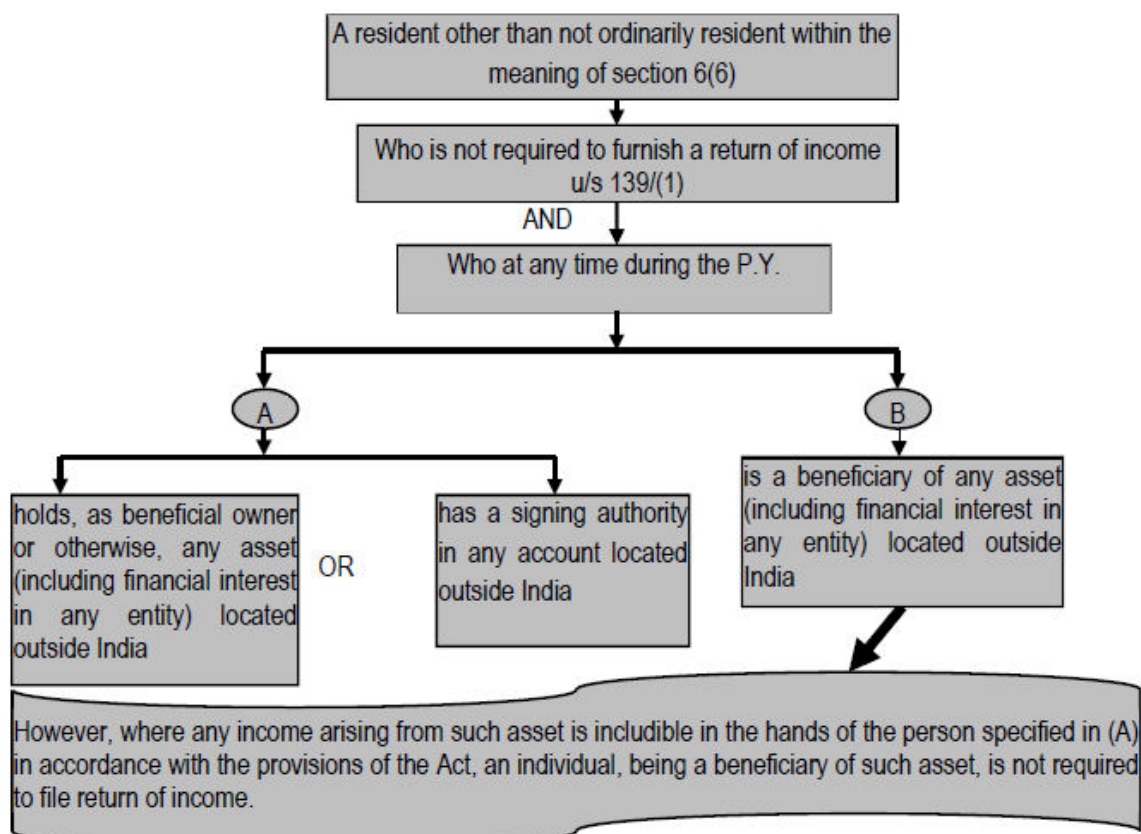 A resident other than not ordinarily resident within the
meaning of section 6(6)
Who is not required to furnish a return of income
u/s 139/(1)
AND
Who at any time during the P.Y.
A
B
holds, as beneficial owner
or otherwise, any asset
(including financial interest
in any entity) located
outside India
OR
has a signing authority
in any account located
outside India
is a beneficiary of any asset
(including financial interest in
any entity) located outside
India
However, where any income arising from such asset is includible in the hands of the person specified in (A)
in accordance with the provisions of the Act, an individual, being a beneficiary of such asset, is not required
to file return of income.